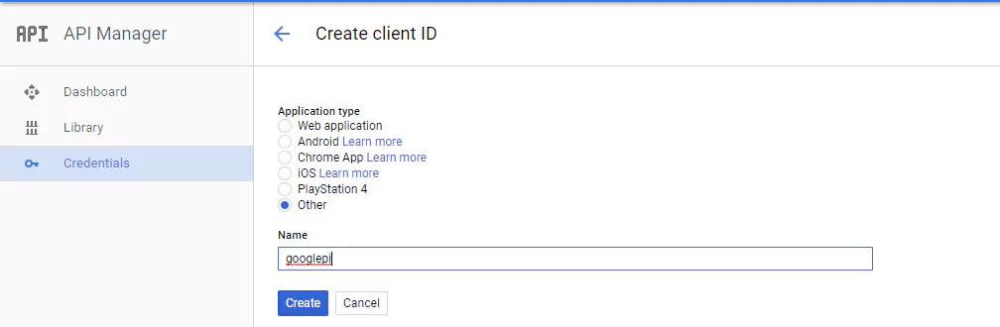 API API Manager
Create client ID
Dashboard
Library
Credentials
Application type
Web application
Android Learn more
Chrome App Learn more
iOS Learn more
PlayStation 4
Other
Name
googlepi
Create Cancel